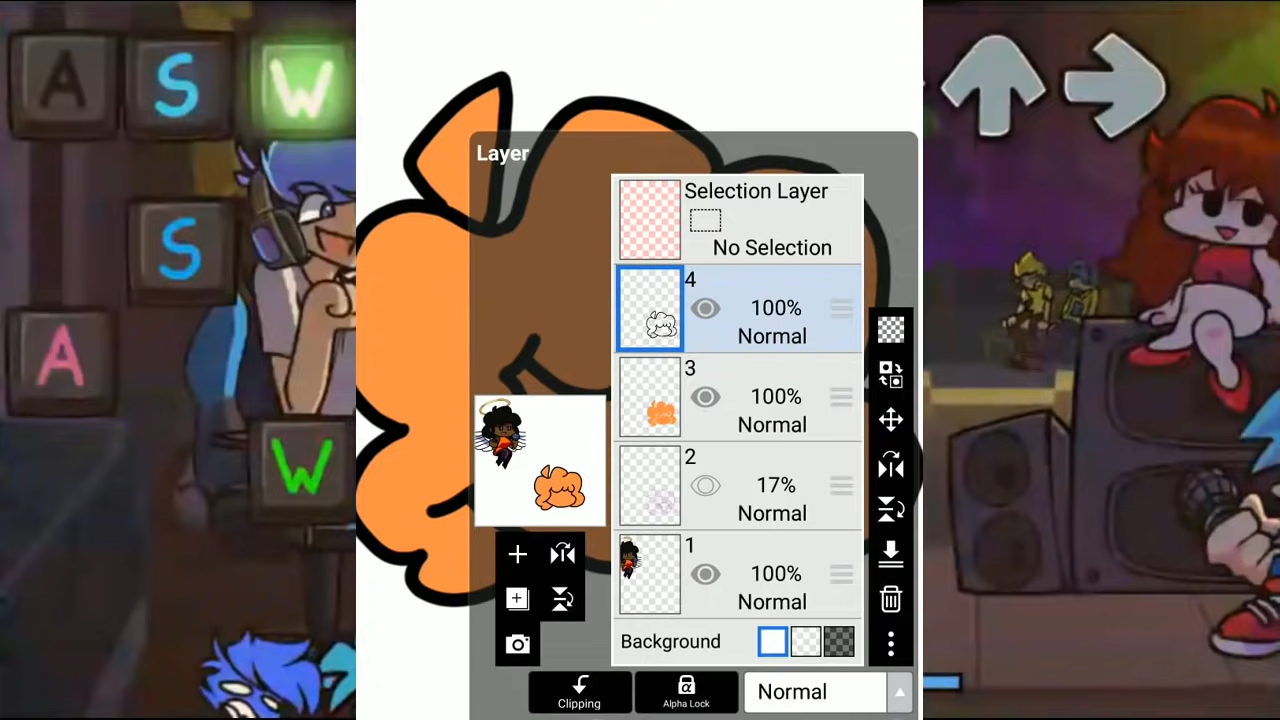 A S W
S
A
W
Layer
Selection Layer
No Selection
4
100%
Normal
3
100%
Normal
2
17%
Normal
1
100%
Normal
Background
Clipping
α
Alpha Lock
Normal